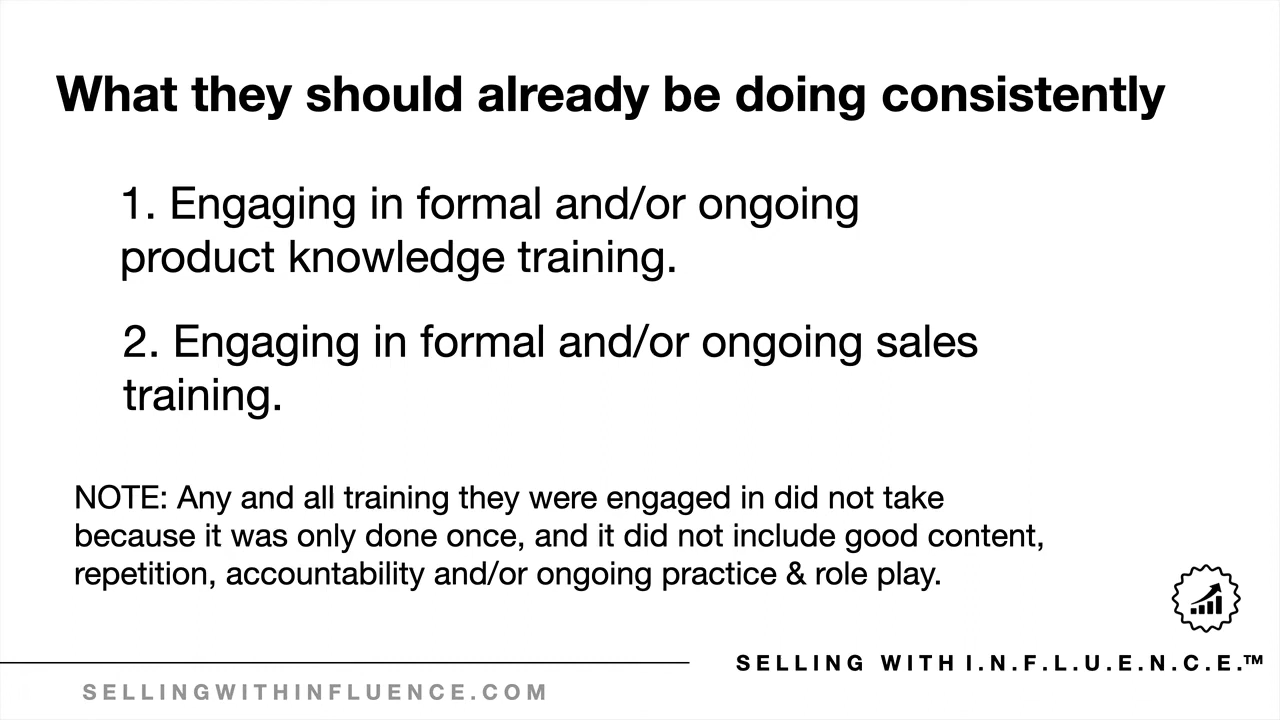 What they should already be doing consistently
1. Engaging in formal and/or ongoing
product knowledge training.
2. Engaging in formal and/or ongoing sales
training.
NOTE: Any and all training they were engaged in did not take
because it was only done once, and it did not include good content,
repetition, accountability and/or ongoing practice & role play.
SELLING WITH I.N.F.L.U.E.N.C.E.™
SELLINGWITHINFLUENCE.COM